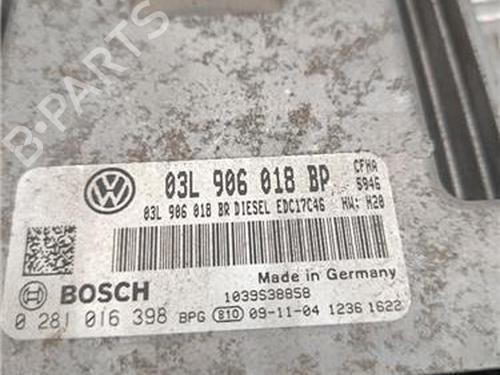 03L 906 018 BP
CFHA
5946
03L 906 018 BR DIESEL EDC17C46 HW: H20
Made in Germany
BOSCH
1039S38858
0 281 016 398 BPG 810 09-11-04 1236 1622
B-Parts